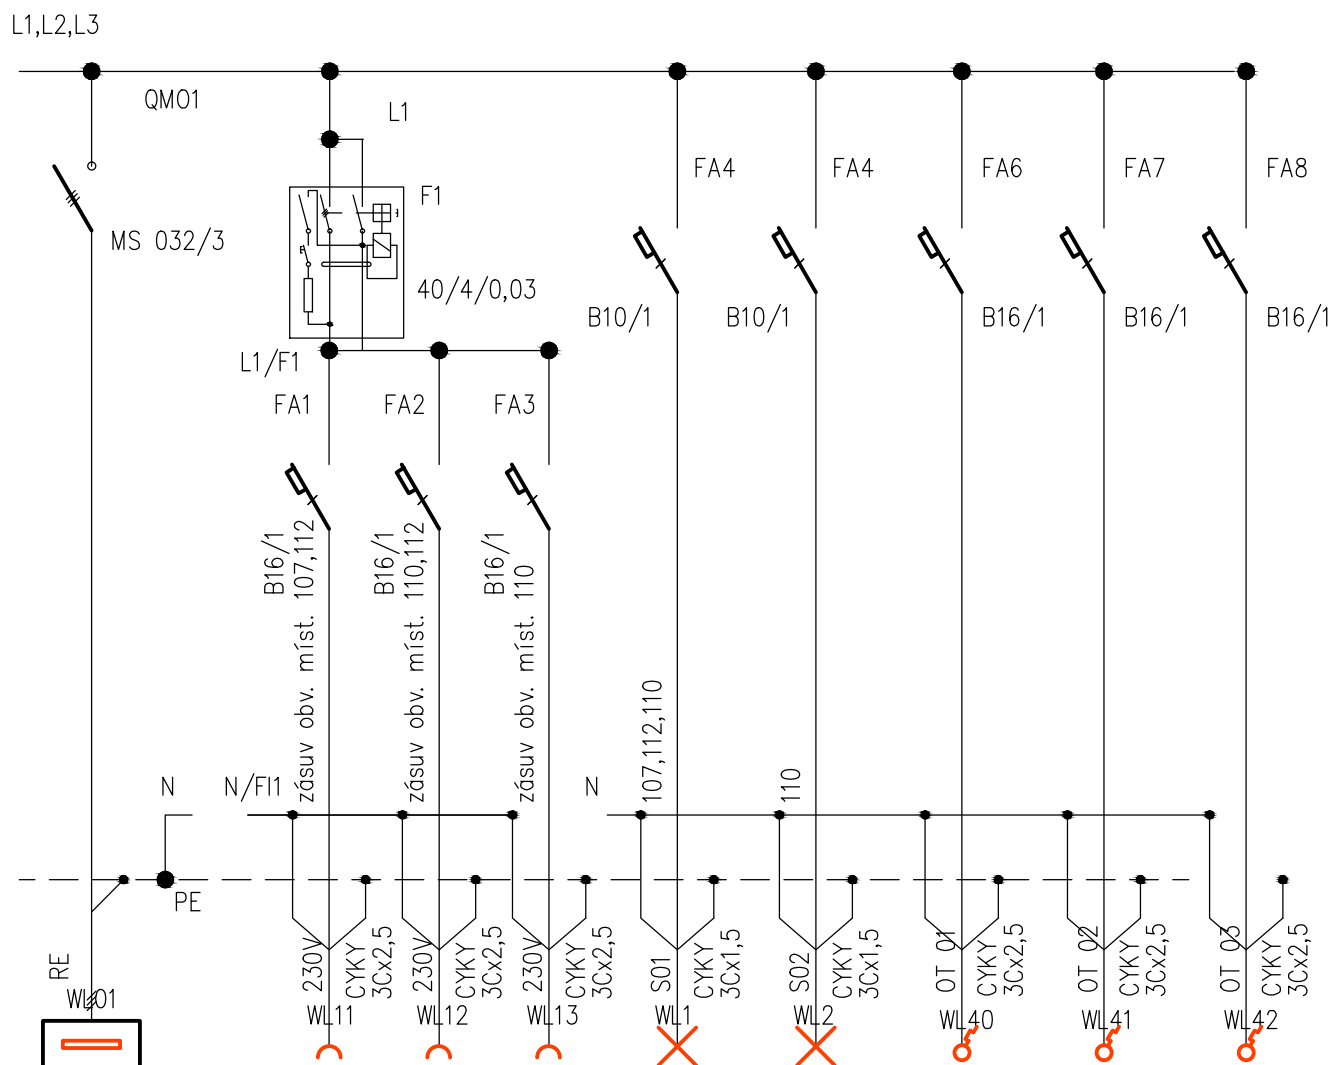 L1,L2,L3
QM01
L1
FA4
FA4
FA6
FA7
FA8
F1
MS 032/3
40/4/0,03
B10/1
B10/1
B16/1
B16/1
B16/1
L1/F1
FA1
FA2
FA3
B16/1
zásuv obv. míst. 107,112
B16/1
zásuv obv. míst. 110,112
B16/1
zásuv obv. míst. 110
107,112,110
110
N
N/FI1
N
PE
RE
230V
CYKY
3Cx2,5
230V
CYKY
3Cx2,5
230V
CYKY
3Cx2,5
S01
CYKY
3Cx1,5
S02
CYKY
3Cx1,5
OT 01
CYKY
3Cx2,5
OT 02
CYKY
3Cx2,5
OT 03
CYKY
3Cx2,5
WL01
WL11
WL12
WL13
WL1
WL2
WL40
WL41
WL42